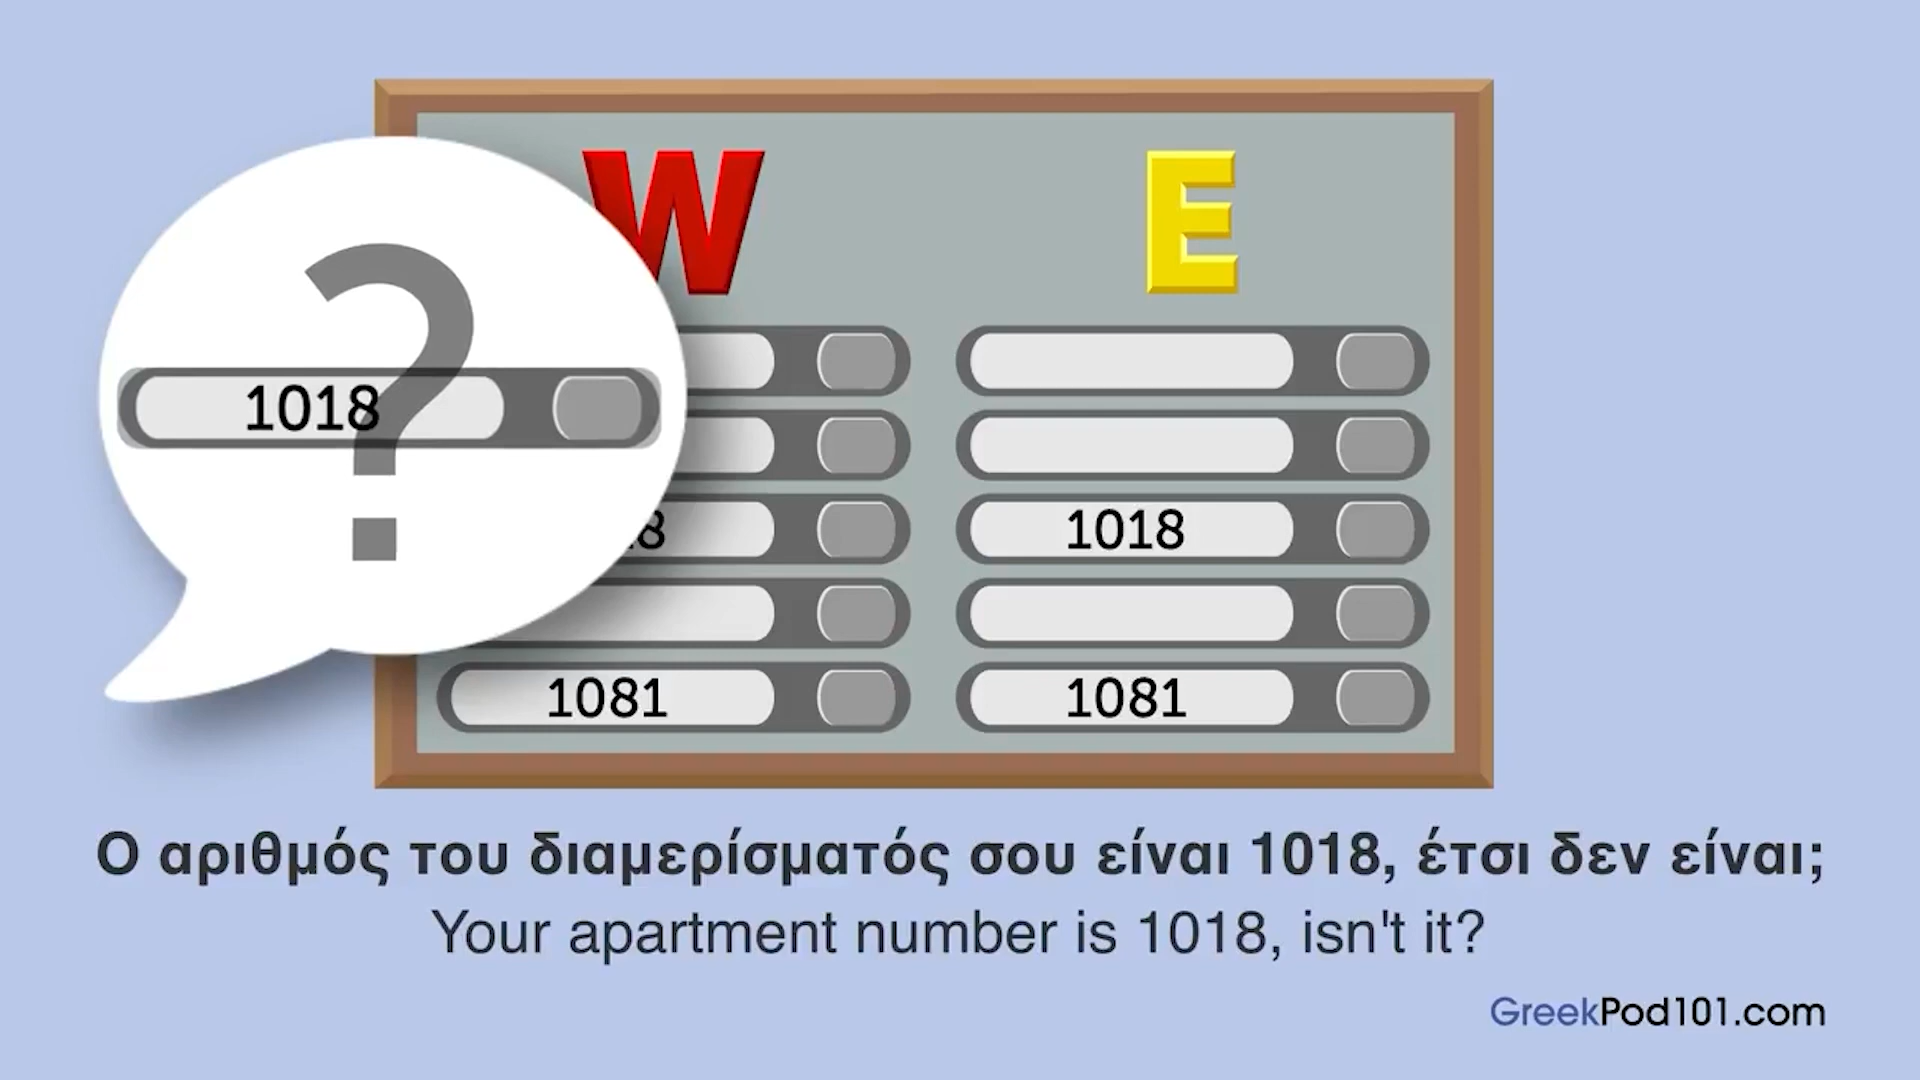 W E
?
1018
1018
1081 1081
Ο αριθμός του διαμερίσματός σου είναι 1018, έτσι δεν είναι;
Your apartment number is 1018, isn't it?
GreekPod101.com